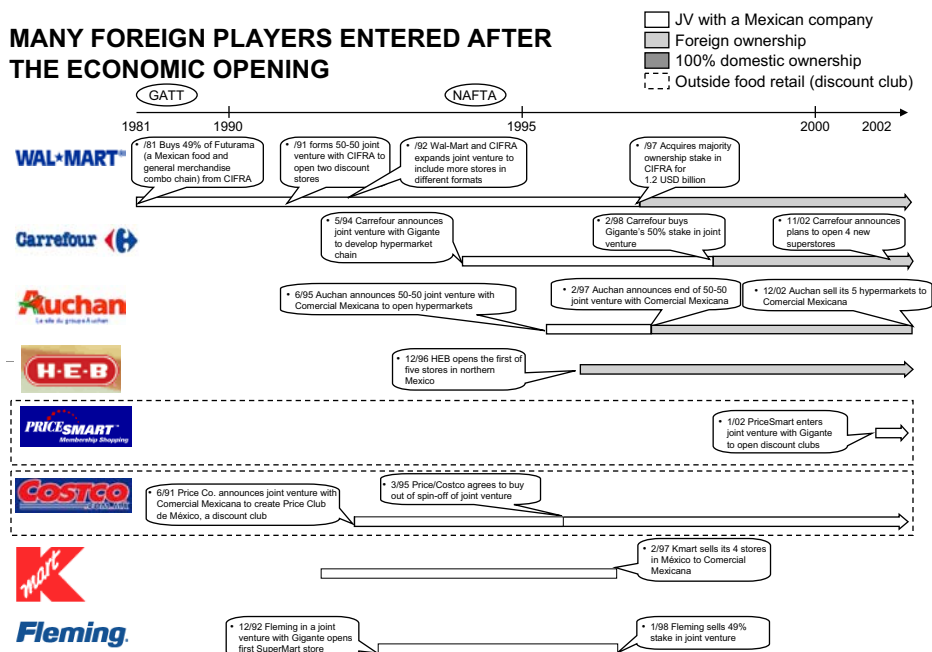 MANY FOREIGN PLAYERS ENTERED AFTER
THE ECONOMIC OPENING
JV with a Mexican company
Foreign ownership
100% domestic ownership
Outside food retail (discount club)
GATT
NAFTA
1981
1990
1995
2000
2002
WAL★MART®
• /81 Buys 49% of Futurama
(a Mexican food and
general merchandise
combo chain) from CIFRA
• /91 forms 50-50 joint
venture with CIFRA to
open two discount
stores
• /92 Wal-Mart and CIFRA
expands joint venture to
include more stores in
different formats
• /97 Acquires majority
ownership stake in
CIFRA for
1.2 USD billion
Carrefour
• 5/94 Carrefour announces
joint venture with Gigante
to develop hypermarket
chain
• 2/98 Carrefour buys
Gigante's 50% stake in joint
venture
• 11/02 Carrefour announces
plans to open 4 new
superstores
Auchan
Le site du groupe Auchan
• 6/95 Auchan announces 50-50 joint venture with
Comercial Mexicana to open hypermarkets
• 2/97 Auchan announces end of 50-50
joint venture with Comercial Mexicana
• 12/02 Auchan sell its 5 hypermarkets to
Comercial Mexicana
H·E·B
• 12/96 HEB opens the first of
five stores in northern
Mexico
PRICESMART
Membership Shopping
• 1/02 PriceSmart enters
joint venture with Gigante
to open discount clubs
COSTCO
• 6/91 Price Co. announces joint venture with
Comercial Mexicana to create Price Club
de México, a discount club
• 3/95 Price/Costco agrees to buy
out of spin-off of joint venture
K
mart
• 2/97 Kmart sells its 4 stores
in México to Comercial
Mexicana
Fleming.
• 12/92 Fleming in a joint
venture with Gigante opens
first SuperMart store
• 1/98 Fleming sells 49%
stake in joint venture